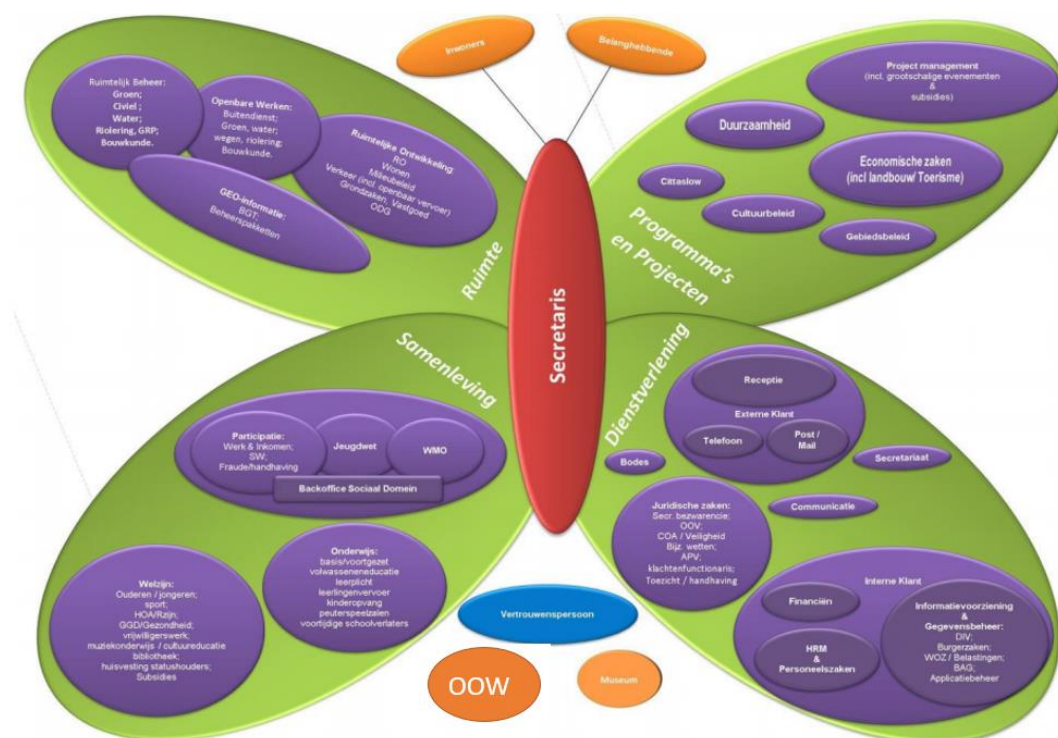 Inwoners
Belanghebbende
Secretaris
Ruimte
Ruimtelijk Beheer:
Groen;
Civiel ;
Water;
Riolering, GRP;
Bouwkunde.
Openbare Werken:
Buitendienst;
Groen, water;
wegen, riolering;
Bouwkunde.
Ruimtelijke Ontwikkeling:
RO
Wonen
Milieubeleid
Verkeer (incl. openbaar vervoer)
Grondzaken, Vastgoed
ODG
GEO-informatie:
BGT;
Beheerspakketten
Programma's
en Projecten
Project management
(incl. grootschalige evenementen
&
subsidies)
Duurzaamheid
Economische zaken
(incl landbouw/ Toerisme)
Cittaslow
Cultuurbeleid
Gebiedsbeleid
Samenleving
Participatie:
Werk & Inkomen;
SW;
Fraude/handhaving
Jeugdwet
WMO
Backoffice Sociaal Domein
Welzijn:
Ouderen / jongeren;
sport;
HOA/Rzijn;
GGD/Gezondheid;
vrijwilligerswerk;
muziekonderwijs / cultuureducatie
bibliotheek;
huisvesting statushouders;
Subsidies
Onderwijs:
basis/voortgezet
volwasseneneducatie
leerplicht
leerlingenvervoer
kinderopvang
peuterspeelzalen
voortijdige schoolverlaters
Dienstverlening
Receptie
Externe Klant
Telefoon
Post /
Mail
Bodes
Secretariaat
Communicatie
Juridische zaken:
Secr. bezwarencie;
OOV;
COA / Veiligheid
Bijz. wetten;
APV;
klachtenfunctionaris;
Toezicht / handhaving
Interne Klant
Financiën
HRM
&
Personeelszaken
Informatievoorziening
&
Gegevensbeheer:
DIV;
Burgerzaken;
WOZ / Belastingen;
BAG;
Applicatiebeheer
Vertrouwenspersoon
OOW
Museum